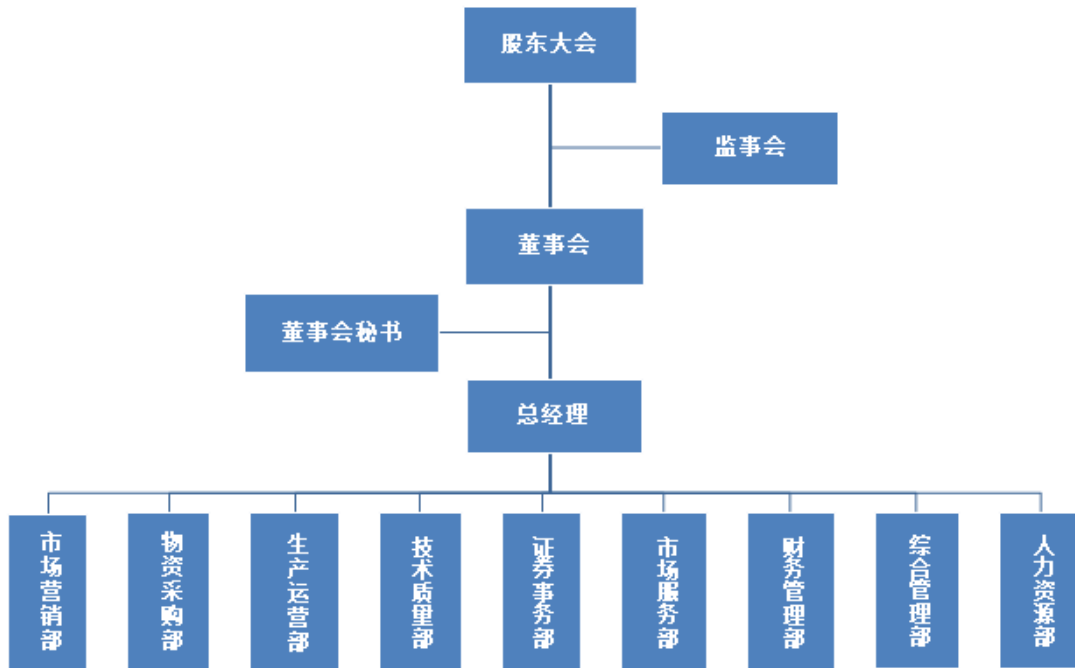 股东大会
监事会
董事会
董事会秘书
总经理
市场营销部
物资采购部
生产运营部
技术质量部
证券事务部
市场服务部
财务管理部
综合管理部
人力资源部